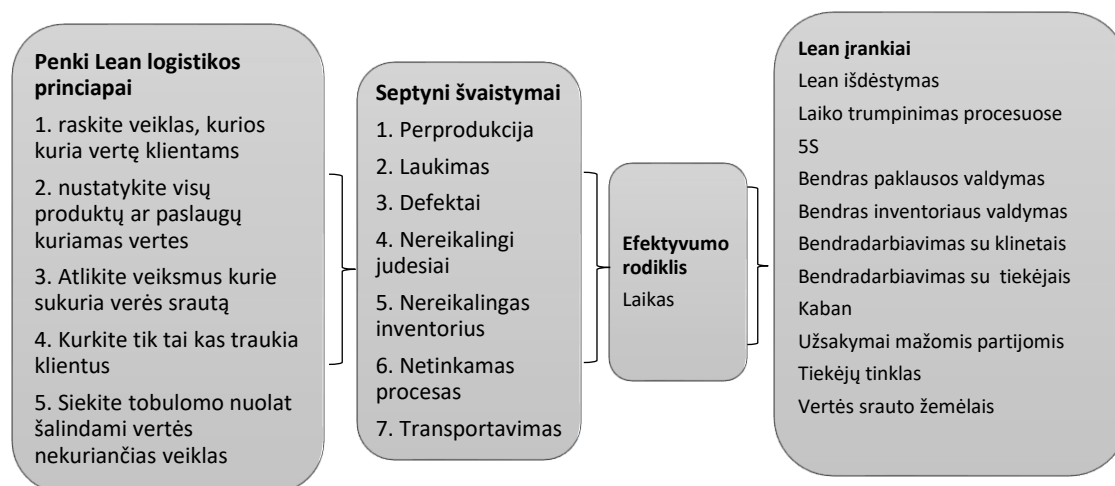 Penki Lean logistikos
princiapai
1. raskite veiklas, kurios
kuria vertę klientams
2. nustatykite visų
produktų ar paslaugų
kuriamas vertes
3. Atlikite veiksmus kurie
sukuria verės srautą
4. Kurkite tik tai kas traukia
klientus
5. Siekite tobulomo nuolat
šalindami vertės
nekuriančias veiklas
Septyni švaistymai
1. Perprodukcija
2. Laukimas
3. Defektai
4. Nereikalingi
judesiai
5. Nereikalingas
inventorius
6. Netinkamas
procesas
7. Transportavimas
Efektyvumo
rodiklis
Laikas
Lean įrankiai
Lean išdėstymas
Laiko trumpinimas procesuose
5S
Bendras paklausos valdymas
Bendras inventoriaus valdymas
Bendradarbiavimas su klinetais
Bendradarbiavimas su tiekėjais
Kaban
Užsakymai mažomis partijomis
Tiekėjų tinklas
Vertės srauto žemėlais